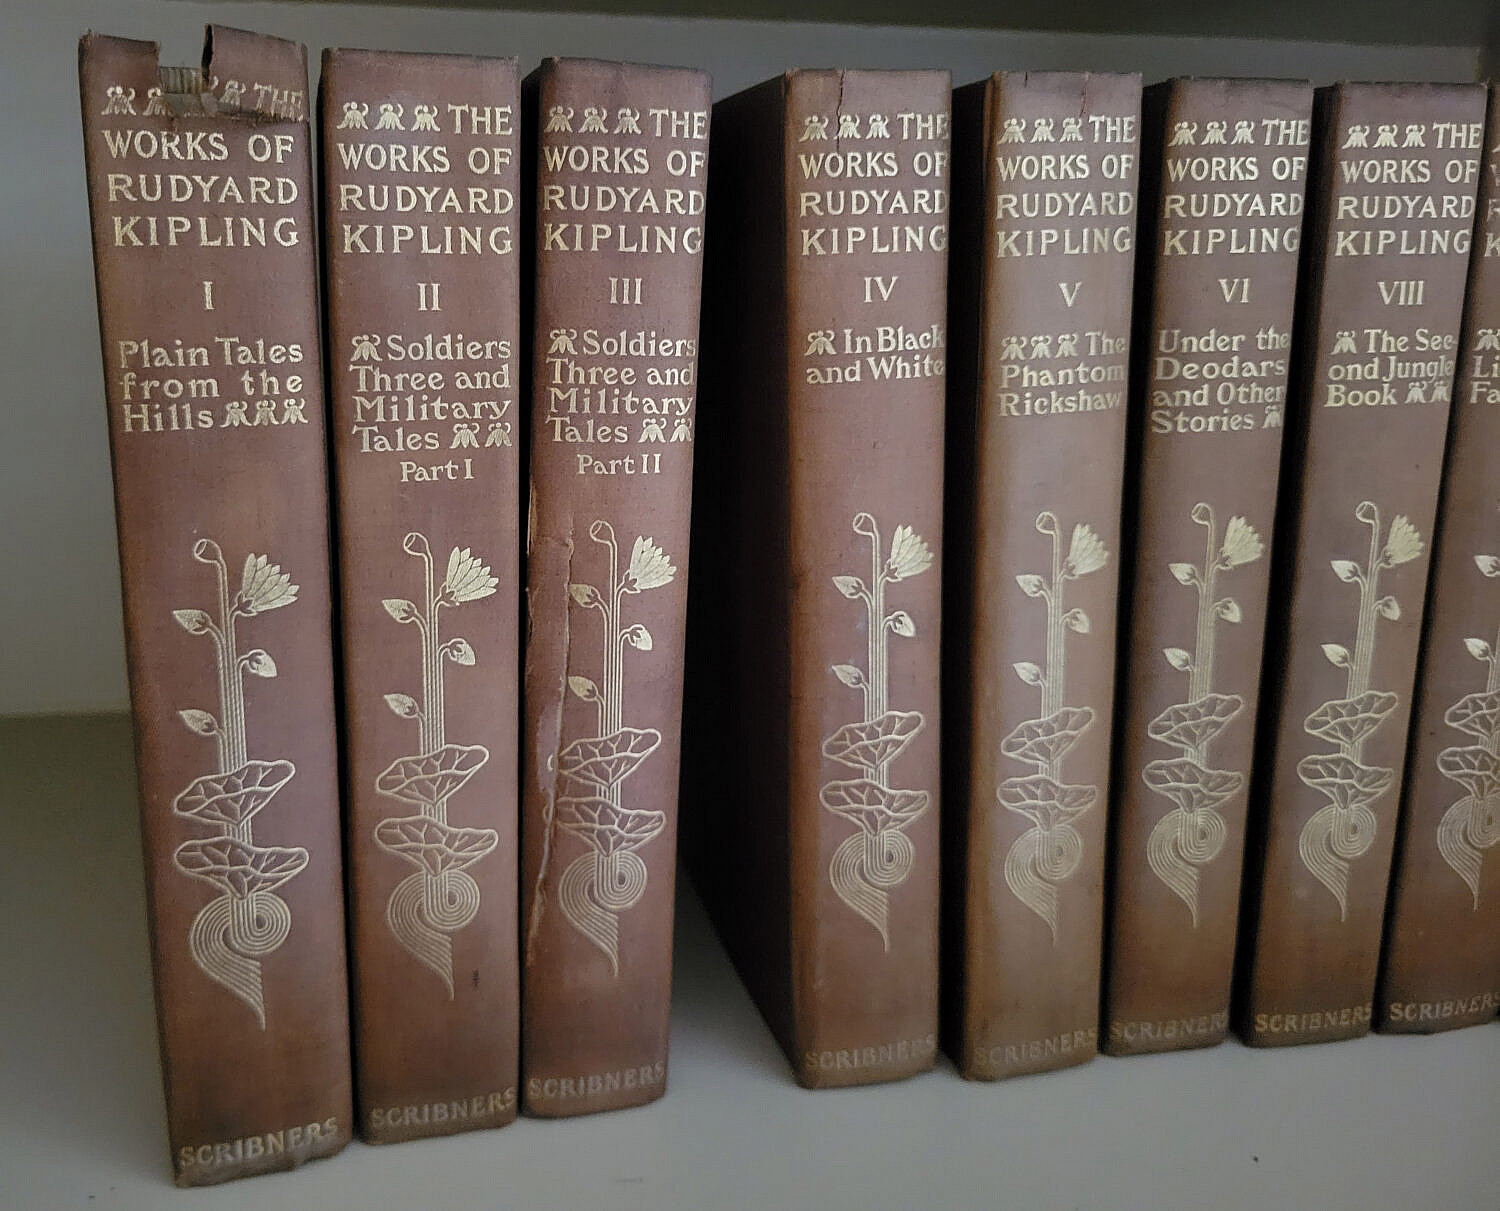 THE
WORKS OF
RUDYARD
KIPLING
I
Plain Tales
from the
Hills
SCRIBNERS
THE
WORKS OF
RUDYARD
KIPLING
II
Soldiers
Three and
Military
Tales
Part I
SCRIBNERS
THE
WORKS OF
RUDYARD
KIPLING
III
Soldiers
Three and
Military
Tales
Part II
SCRIBNERS
THE
WORKS OF
RUDYARD
KIPLING
IV
In Black
and White
SCRIBNERS
THE
WORKS OF
RUDYARD
KIPLING
V
The
Phantom
Rickshaw
SCRIBNERS
THE
WORKS OF
RUDYARD
KIPLING
VI
Under the
Deodars
and Other
Stories
SCRIBNERS
THE
WORKS OF
RUDYARD
KIPLING
VIII
The Sec-
ond Jungle
Book
SCRIBNERS
SCRIBNERS